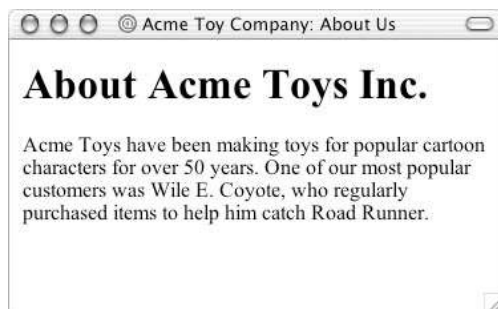 @ Acme Toy Company: About Us
About Acme Toys Inc.
Acme Toys have been making toys for popular cartoon
characters for over 50 years. One of our most popular
customers was Wile E. Coyote, who regularly
purchased items to help him catch Road Runner.